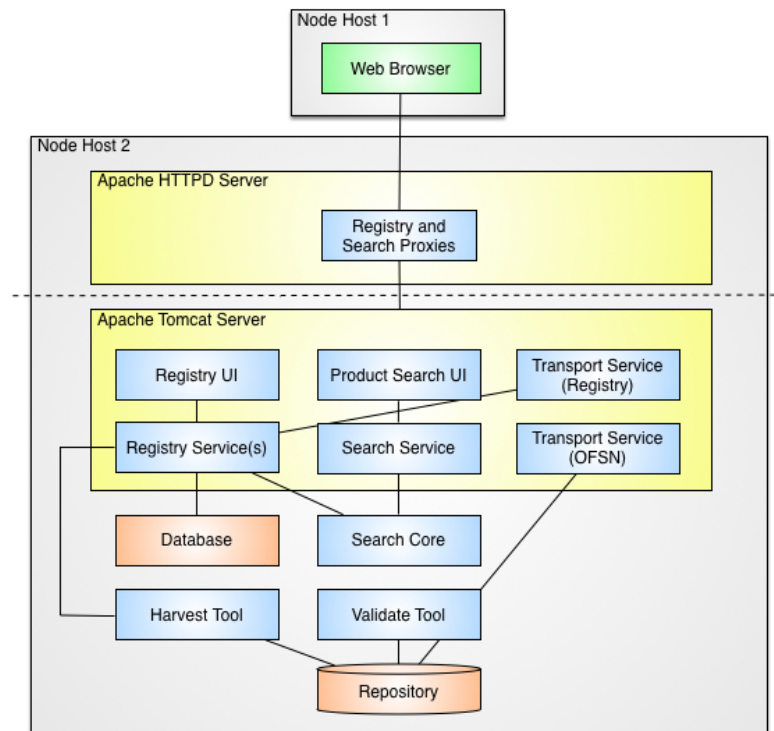 Node Host 1
Web Browser
Node Host 2
Apache HTTPD Server
Registry and
Search Proxies
Apache Tomcat Server
Registry UI
Product Search UI
Transport Service
(Registry)
Registry Service(s)
Search Service
Transport Service
(OFSN)
Database
Search Core
Harvest Tool
Validate Tool
Repository